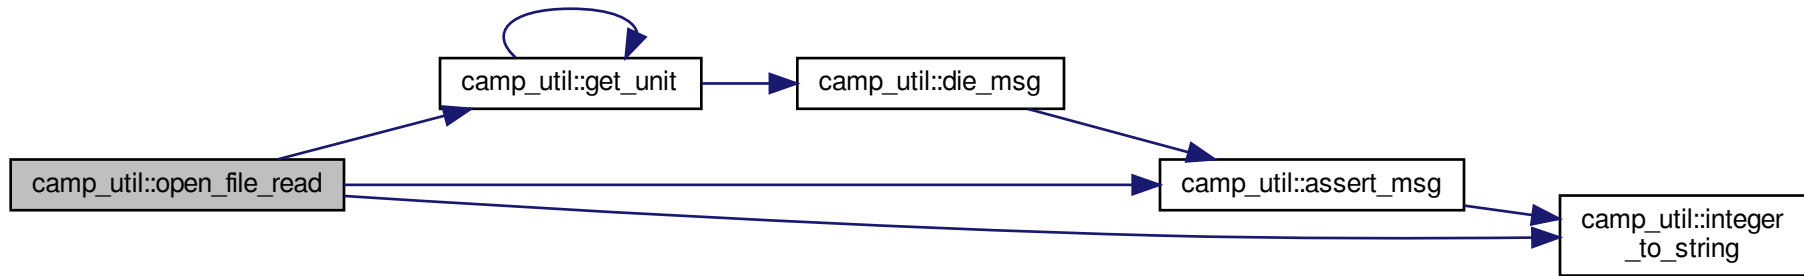 camp_util::get_unit
camp_util::die_msg
camp_util::open_file_read
camp_util::assert_msg
camp_util::integer
_to_string